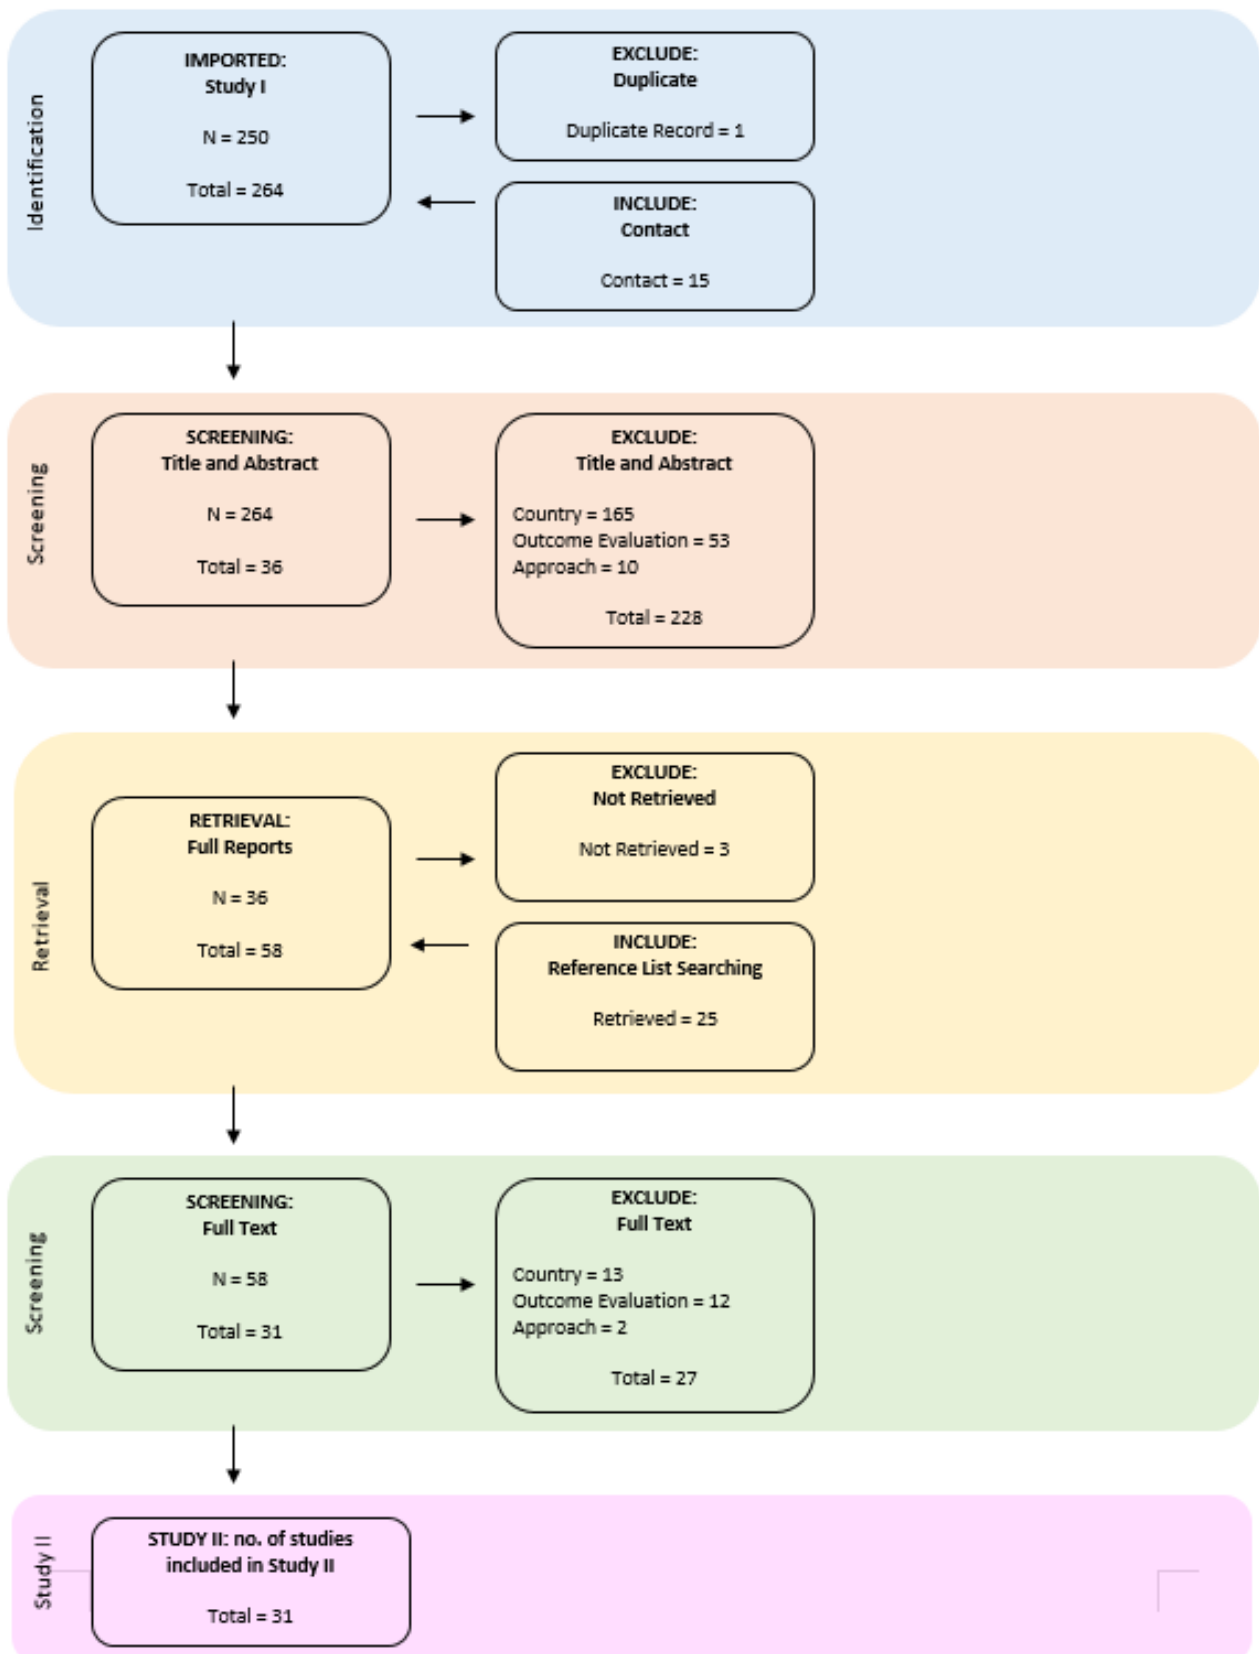 Identification
IMPORTED:
Study I
N = 250
Total = 264
EXCLUDE:
Duplicate
Duplicate Record = 1
INCLUDE:
Contact
Contact = 15
Screening
SCREENING:
Title and Abstract
N = 264
Total = 36
EXCLUDE:
Title and Abstract
Country = 165
Outcome Evaluation = 53
Approach = 10
Total = 228
Retrieval
RETRIEVAL:
Full Reports
N = 36
Total = 58
EXCLUDE:
Not Retrieved
Not Retrieved = 3
INCLUDE:
Reference List Searching
Retrieved = 25
Screening
SCREENING:
Full Text
N = 58
Total = 31
EXCLUDE:
Full Text
Country = 13
Outcome Evaluation = 12
Approach = 2
Total = 27
Study II
STUDY II: no. of studies
included in Study II
Total = 31